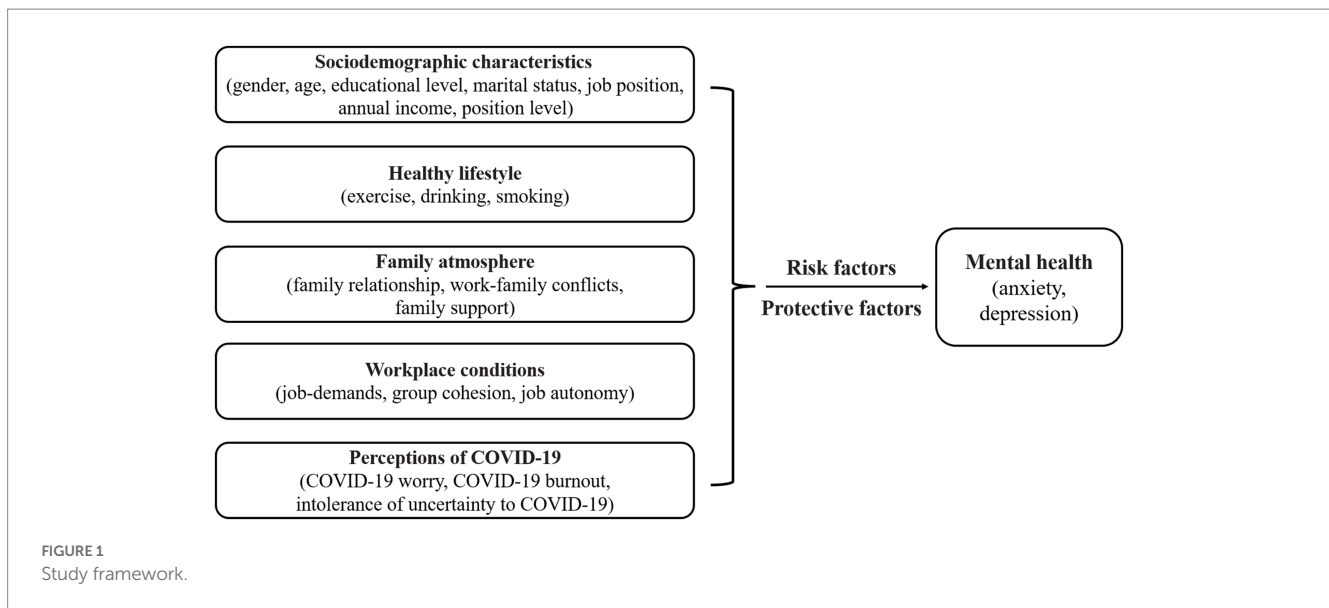 Sociodemographic characteristics
(gender, age, educational level, marital status, job position,
annual income, position level)
Healthy lifestyle
(exercise, drinking, smoking)
Family atmosphere
(family relationship, work-family conflicts,
family support)
Workplace conditions
(job-demands, group cohesion, job autonomy)
Perceptions of COVID-19
(COVID-19 worry, COVID-19 burnout,
intolerance of uncertainty to COVID-19)
Risk factors
Protective factors
Mental health
(anxiety,
depression)
FIGURE 1
Study framework.